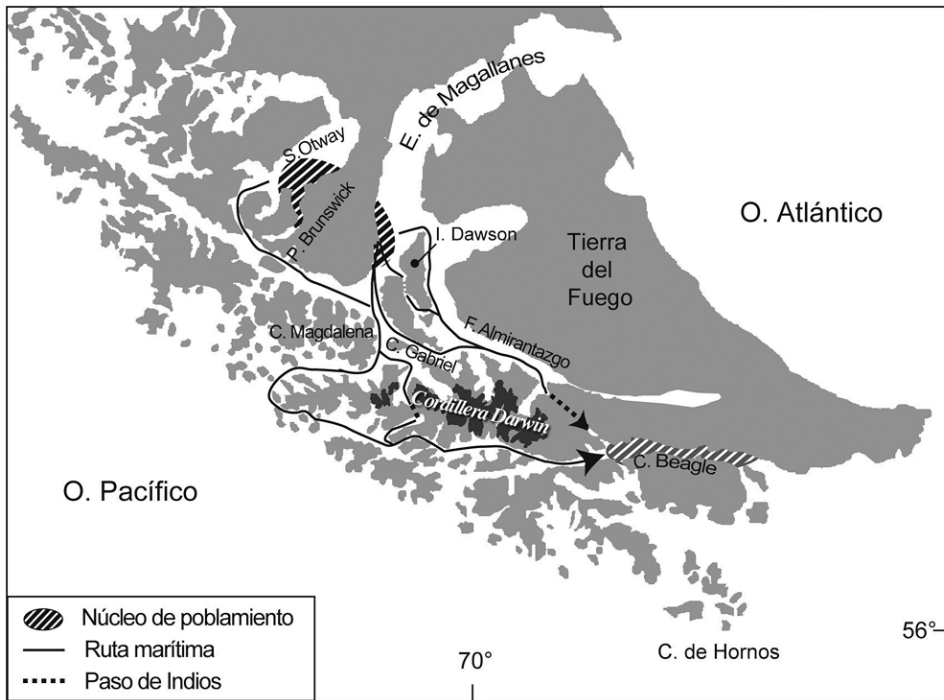 E. de Magallanes
S. Otway
P. Brunswick
I. Dawson
O. Atlántico
Tierra
del
Fuego
C. Magdalena
F. Almirantazgo
C. Gabriel
Cordillera Darwin
C. Beagle
O. Pacífico
Núcleo de poblamiento
Ruta marítima
Paso de Indios
56°
C. de Hornos
70°